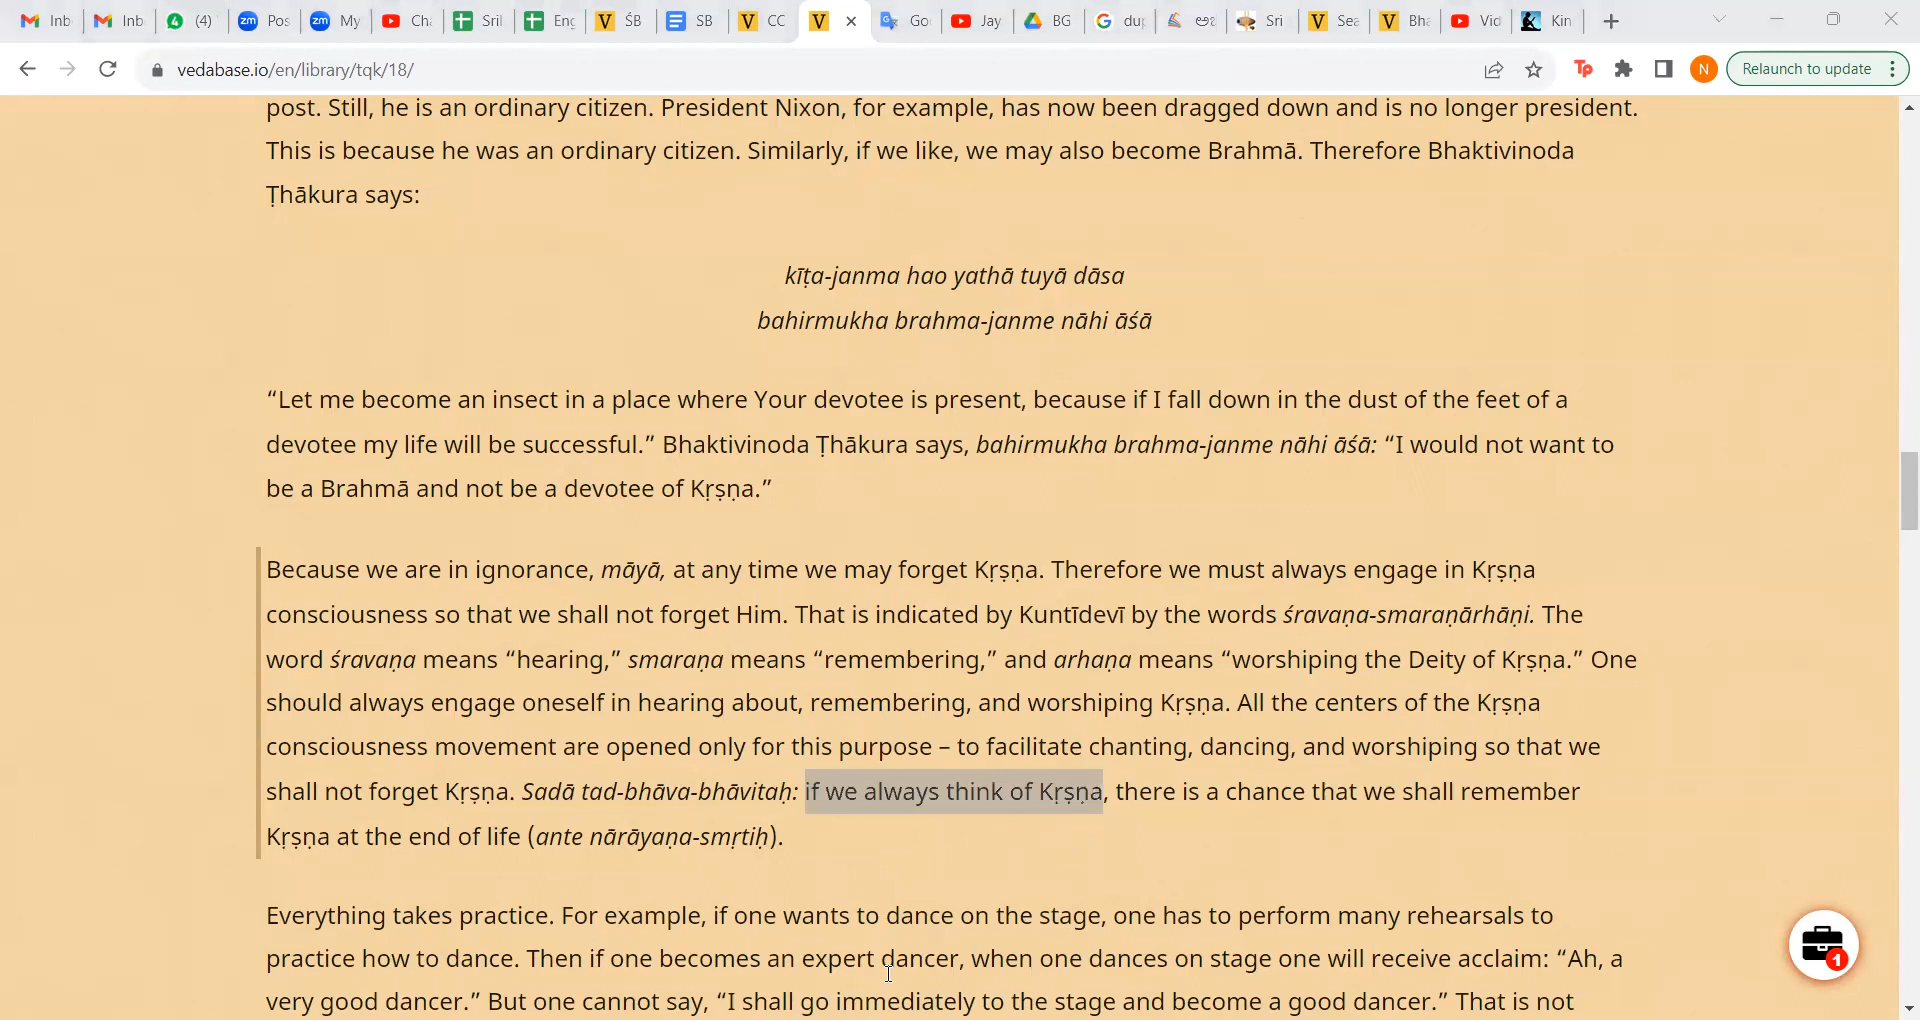 Inb
Inb
(4)
Pos
My
Cha
Sril
Eng
ŚB
SB
CC
Go
Jay
BG
dup
Sri
Sea
Bha
Vid
Kin
vedabase.io/en/library/tqk/18/
N
Relaunch to update
post. Still, he is an ordinary citizen. President Nixon, for example, has now been dragged down and is no longer president.
This is because he was an ordinary citizen. Similarly, if we like, we may also become Brahmā. Therefore Bhaktivinoda
Ṭhākura says:
kīṭa-janma hao yathā tuyā dāsa
bahirmukha brahma-janme nāhi āśā
“Let me become an insect in a place where Your devotee is present, because if I fall down in the dust of the feet of a
devotee my life will be successful.” Bhaktivinoda Ṭhākura says, bahirmukha brahma-janme nāhi āśā: “I would not want to
be a Brahmā and not be a devotee of Kṛṣṇa.”
Because we are in ignorance, māyā, at any time we may forget Kṛṣṇa. Therefore we must always engage in Kṛṣṇa
consciousness so that we shall not forget Him. That is indicated by Kuntīdevī by the words śravaṇa-smaraṇārhāṇi. The
word śravaṇa means “hearing,” smaraṇa means “remembering,” and arhaṇa means “worshiping the Deity of Kṛṣṇa.” One
should always engage oneself in hearing about, remembering, and worshiping Kṛṣṇa. All the centers of the Kṛṣṇa
consciousness movement are opened only for this purpose – to facilitate chanting, dancing, and worshiping so that we
shall not forget Kṛṣṇa. Sadā tad-bhāva-bhāvitaḥ: if we always think of Kṛṣṇa, there is a chance that we shall remember
Kṛṣṇa at the end of life (ante nārāyaṇa-smṛtiḥ).
Everything takes practice. For example, if one wants to dance on the stage, one has to perform many rehearsals to
practice how to dance. Then if one becomes an expert dancer, when one dances on stage one will receive acclaim: “Ah, a
very good dancer.” But one cannot say, “I shall go immediately to the stage and become a good dancer.” That is not
1